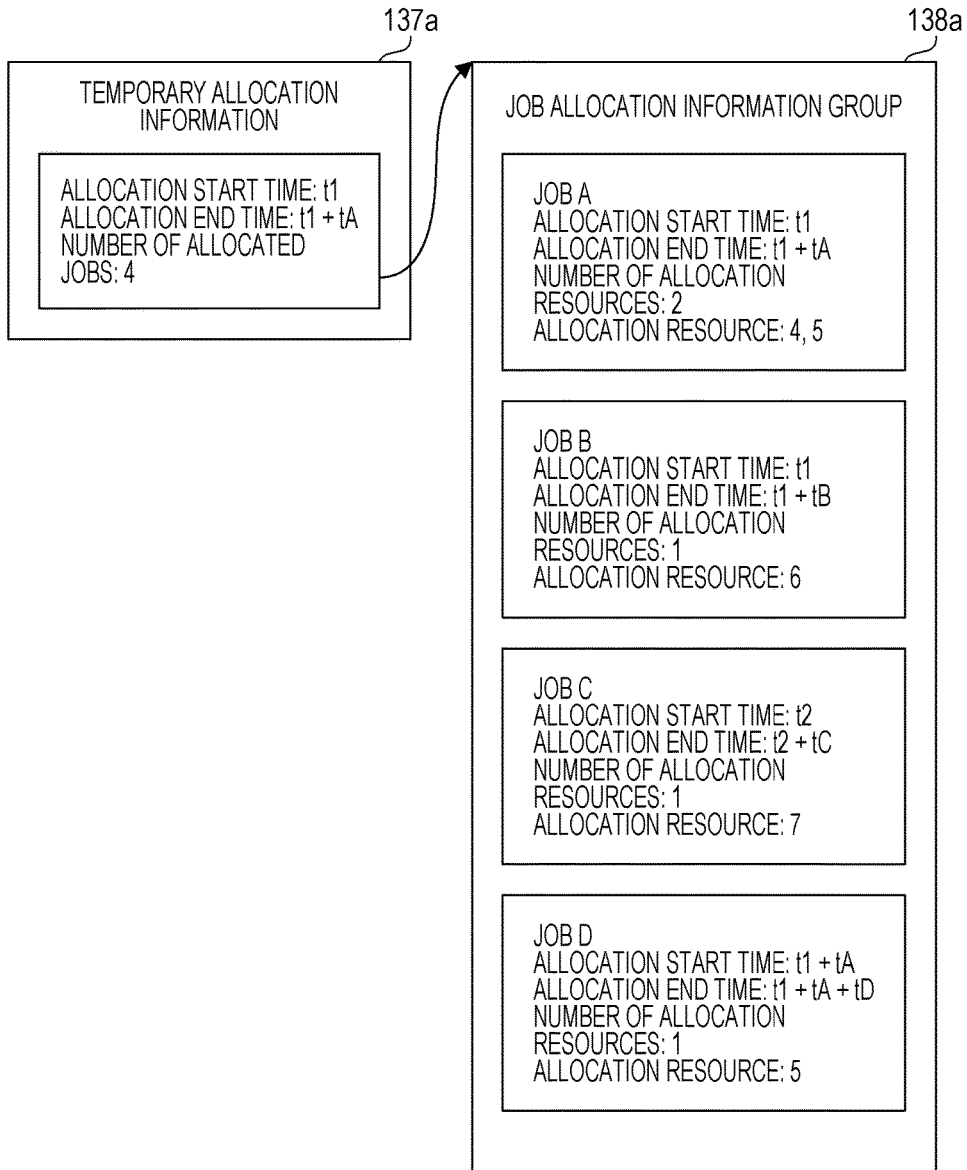 137a
TEMPORARY ALLOCATION
INFORMATION
ALLOCATION START TIME: t1
ALLOCATION END TIME: t1 + tA
NUMBER OF ALLOCATED
JOBS: 4
138a
JOB ALLOCATION INFORMATION GROUP
JOB A
ALLOCATION START TIME: t1
ALLOCATION END TIME: t1 + tA
NUMBER OF ALLOCATION
RESOURCES: 2
ALLOCATION RESOURCE: 4, 5
JOB B
ALLOCATION START TIME: t1
ALLOCATION END TIME: t1 + tB
NUMBER OF ALLOCATION
RESOURCES: 1
ALLOCATION RESOURCE: 6
JOB C
ALLOCATION START TIME: t2
ALLOCATION END TIME: t2 + tC
NUMBER OF ALLOCATION
RESOURCES: 1
ALLOCATION RESOURCE: 7
JOB D
ALLOCATION START TIME: t1 + tA
ALLOCATION END TIME: t1 + tA + tD
NUMBER OF ALLOCATION
RESOURCES: 1
ALLOCATION RESOURCE: 5